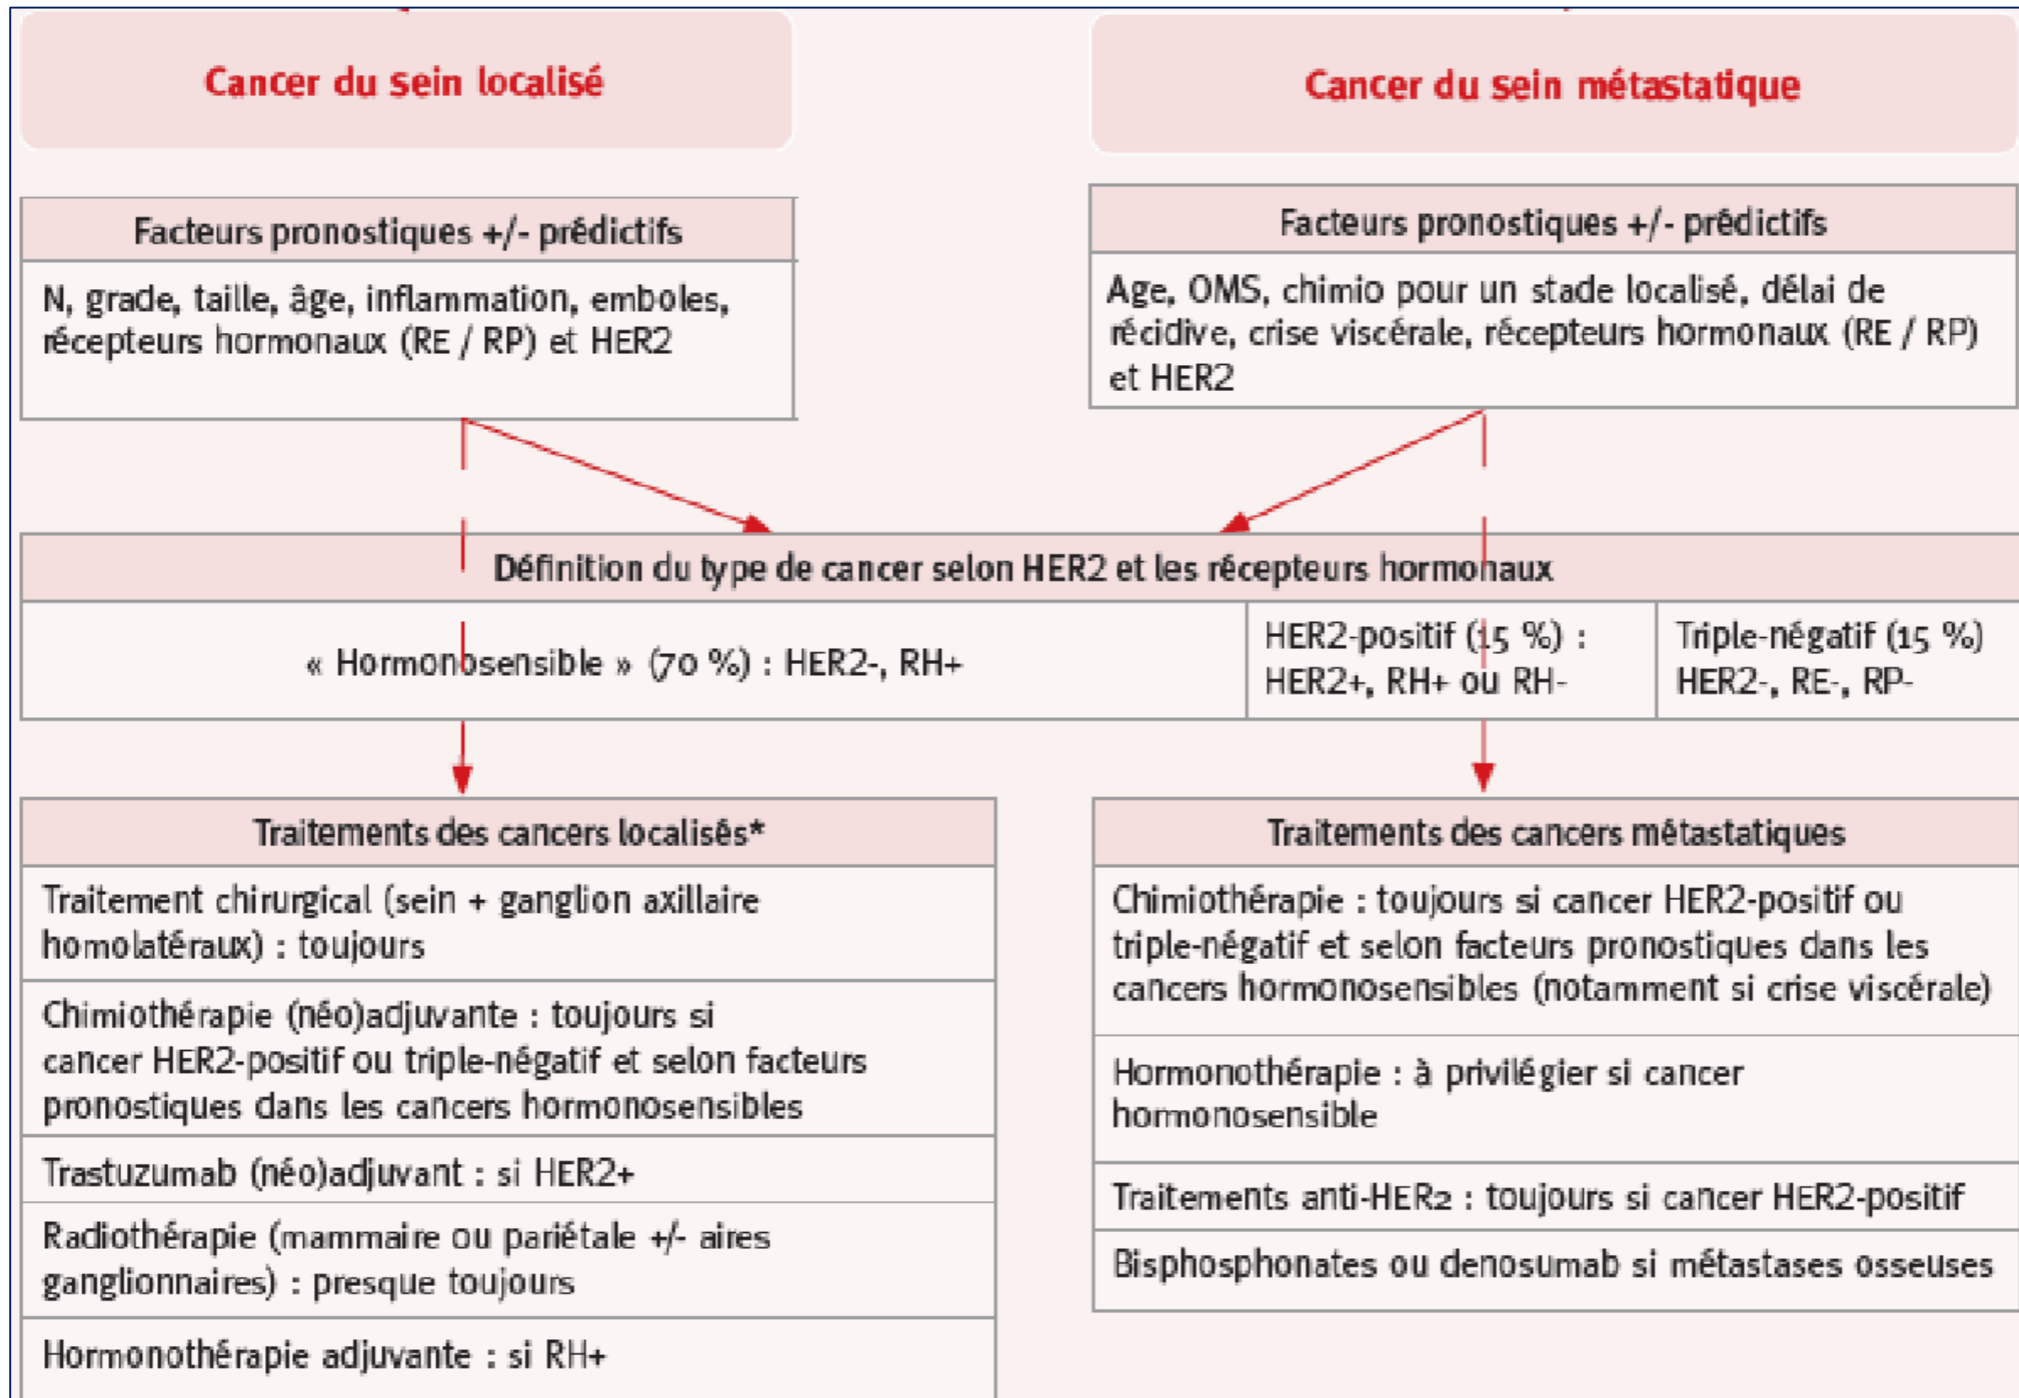 Cancer du sein localisé
Cancer du sein métastatique
Facteurs pronostiques +/- prédictifs
N, grade, taille, âge, inflammation, emboles,
récepteurs hormonaux (RE / RP) et HER2
Facteurs pronostiques +/- prédictifs
Age, OMS, chimio pour un stade localisé, délai de
récidive, crise viscérale, récepteurs hormonaux (RE / RP)
et HER2
Définition du type de cancer selon HER2 et les récepteurs hormonaux
« Hormonosensible » (70 %) : HER2-, RH+
HER2-positif (15 %) :
HER2+, RH+ ou RH-
Triple-négatif (15 %)
HER2-, RE-, RP-
Traitements des cancers localisés*
Traitement chirurgical (sein + ganglion axillaire
homolatéraux) : toujours
Chimiothérapie (néo)adjuvante : toujours si
cancer HER2-positif ou triple-négatif et selon facteurs
pronostiques dans les cancers hormonosensibles
Trastuzumab (néo)adjuvant : si HER2+
Radiothérapie (mammaire ou pariétale +/- aires
ganglionnaires) : presque toujours
Hormonothérapie adjuvante : si RH+
Traitements des cancers métastatiques
Chimiothérapie : toujours si cancer HER2-positif ou
triple-négatif et selon facteurs pronostiques dans les
cancers hormonosensibles (notamment si crise viscérale)
Hormonothérapie : à privilégier si cancer
hormonosensible
Traitements anti-HER2 : toujours si cancer HER2-positif
Bisphosphonates ou denosumab si métastases osseuses